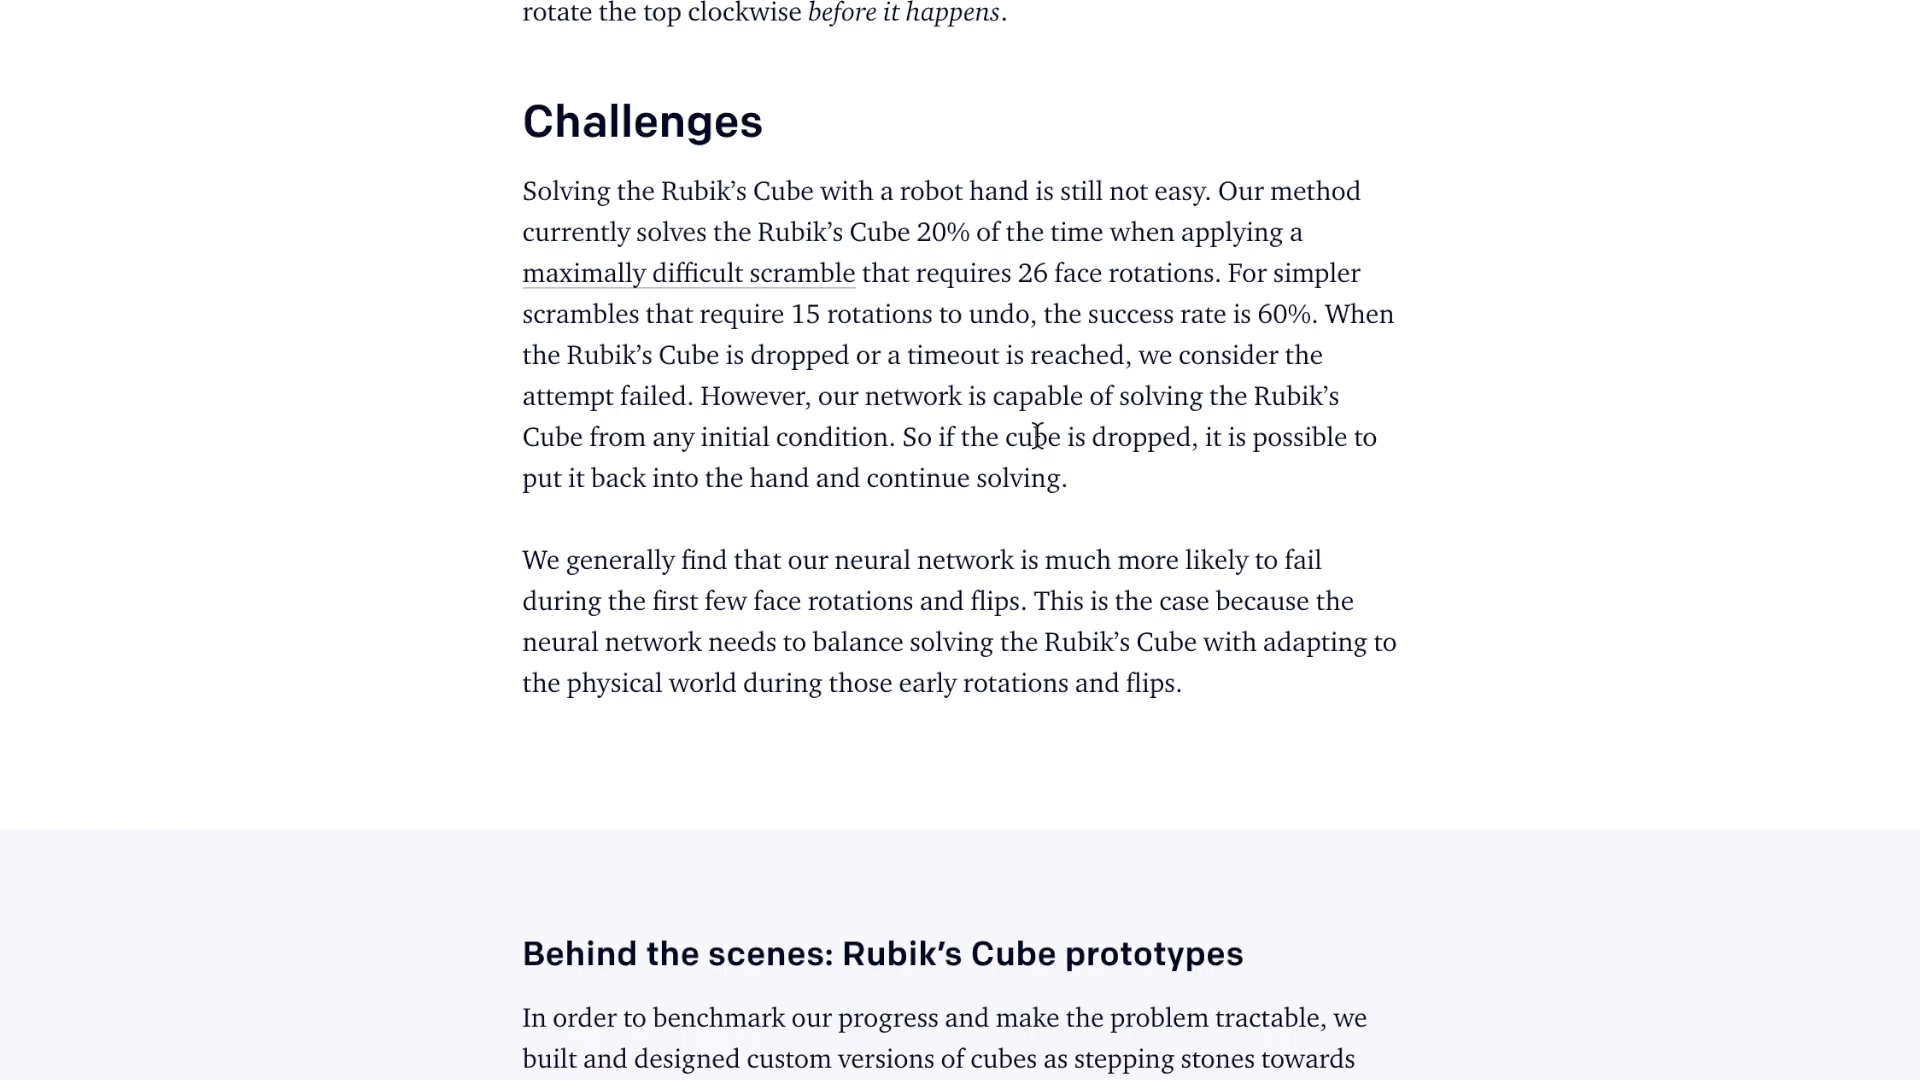 rotate the top clockwise before it happens.
Challenges
Solving the Rubik’s Cube with a robot hand is still not easy. Our method
currently solves the Rubik’s Cube 20% of the time when applying a
maximally difficult scramble that requires 26 face rotations. For simpler
scrambles that require 15 rotations to undo, the success rate is 60%. When
the Rubik’s Cube is dropped or a timeout is reached, we consider the
attempt failed. However, our network is capable of solving the Rubik’s
Cube from any initial condition. So if the cube is dropped, it is possible to
put it back into the hand and continue solving.
We generally find that our neural network is much more likely to fail
during the first few face rotations and flips. This is the case because the
neural network needs to balance solving the Rubik’s Cube with adapting to
the physical world during those early rotations and flips.
Behind the scenes: Rubik’s Cube prototypes
In order to benchmark our progress and make the problem tractable, we
built and designed custom versions of cubes as stepping stones towards